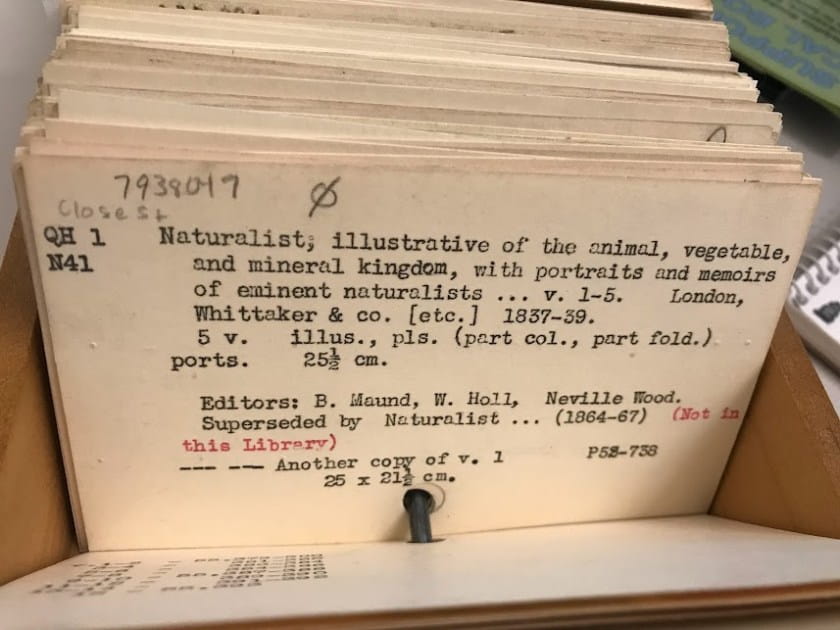 7938017 Ø
Close St
QH 1 Naturalist; illustrative of the animal, vegetable,
N41 and mineral kingdom, with portraits and memoirs
of eminent naturalists ... v. 1-5. London,
Whittaker & co. [etc.] 1837-39.
5 v. illus., pls. (part col., part fold.)
ports. 25½ cm.
Editors: B. Maund, W. Holl, Neville Wood.
Superseded by Naturalist ... (1864-67) (Not in
this Library)
--- --- Another copy of v. 1 P52-738
25 x 21½ cm.